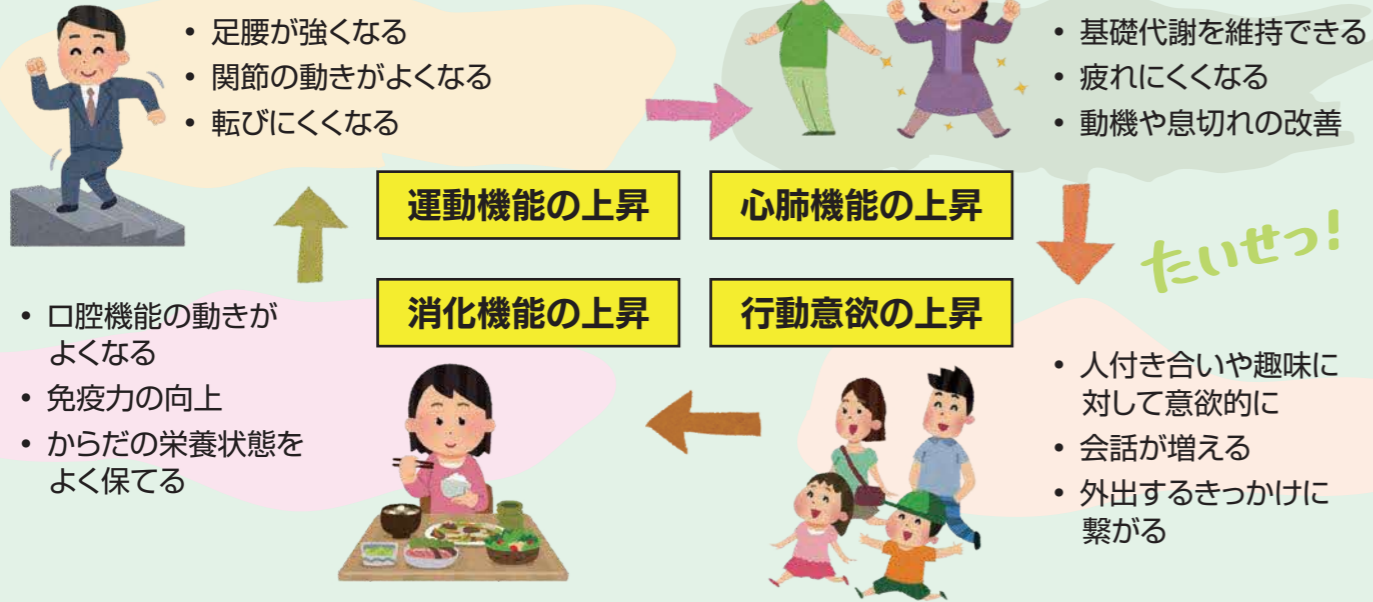 • 足腰が強くなる
• 関節の動きがよくなる
• 転びにくくなる
• 基礎代謝を維持できる
• 疲れにくくなる
• 動機や息切れの改善
運動機能の上昇
心肺機能の上昇
たいせつ!
消化機能の上昇
行動意欲の上昇
• 口腔機能の動きが
よくなる
• 免疫力の向上
• からだの栄養状態を
よく保てる
• 人付き合いや趣味に
対して意欲的に
• 会話が増える
• 外出するきっかけに
繋がる